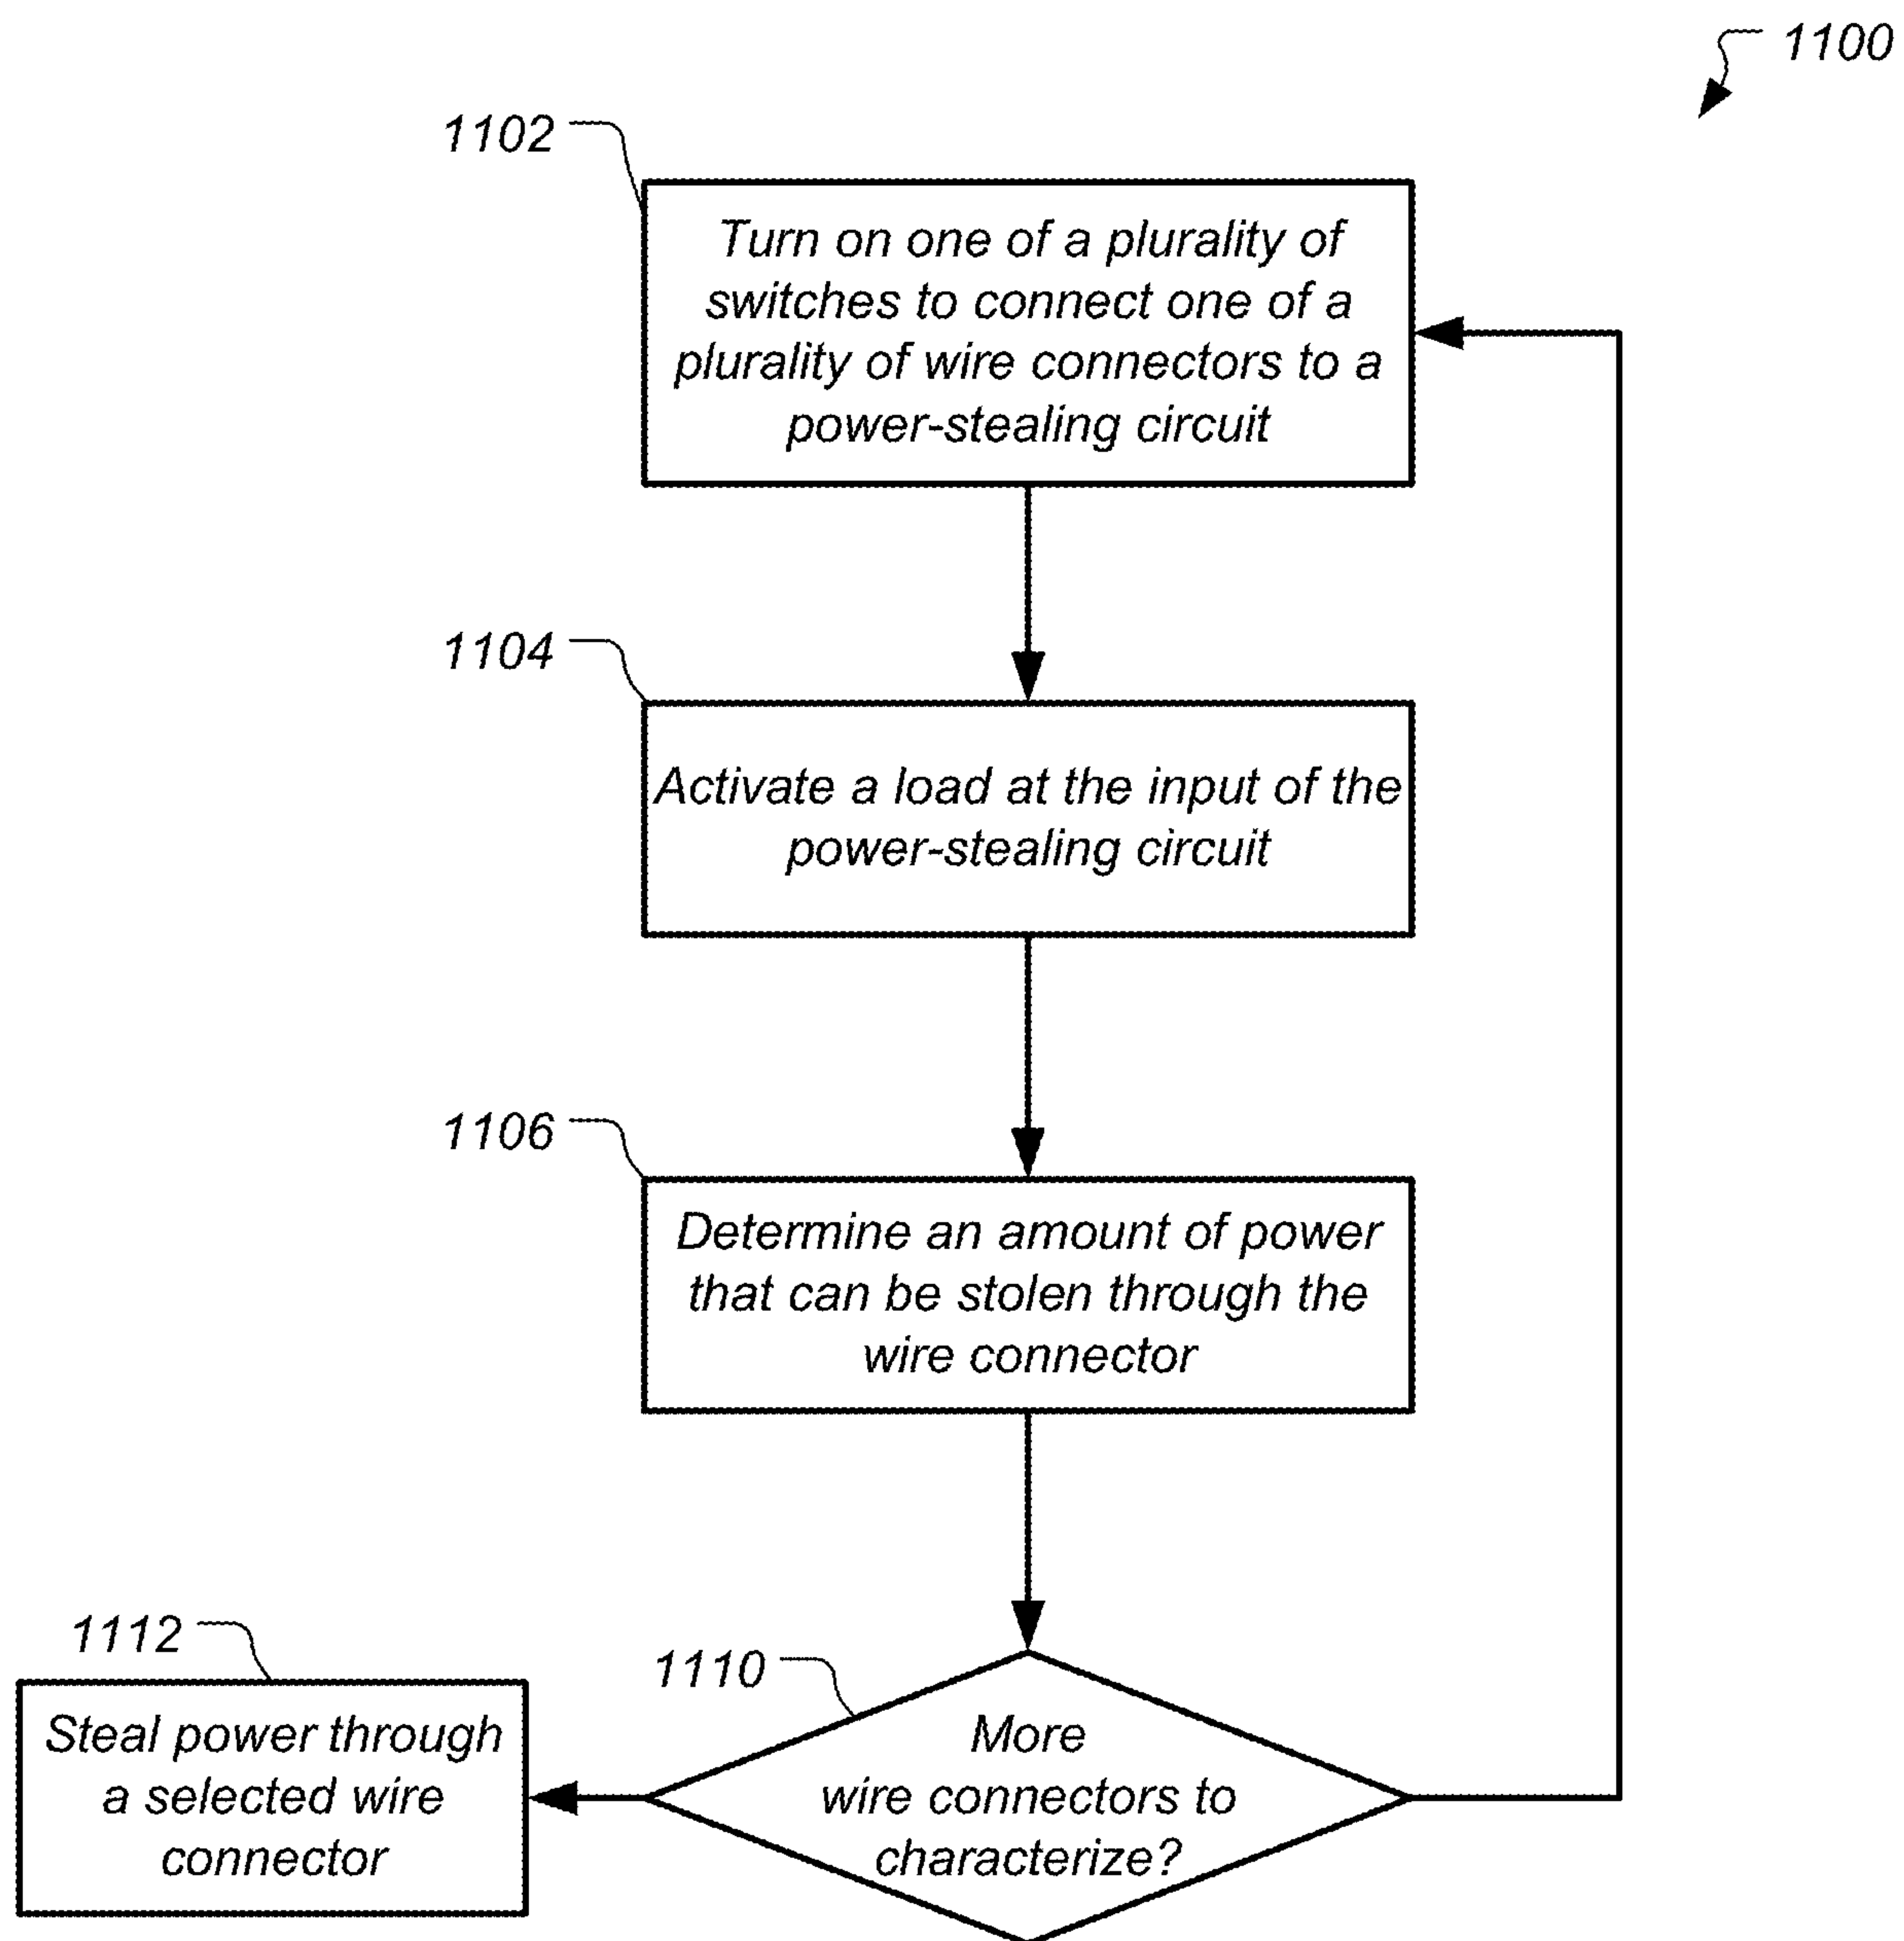 1100
1102
Turn on one of a plurality of
switches to connect one of a
plurality of wire connectors to a
power-stealing circuit
1104
Activate a load at the input of the
power-stealing circuit
1106
Determine an amount of power
that can be stolen through the
wire connector
1110
More
wire connectors to
characterize?
1112
Steal power through
a selected wire
connector